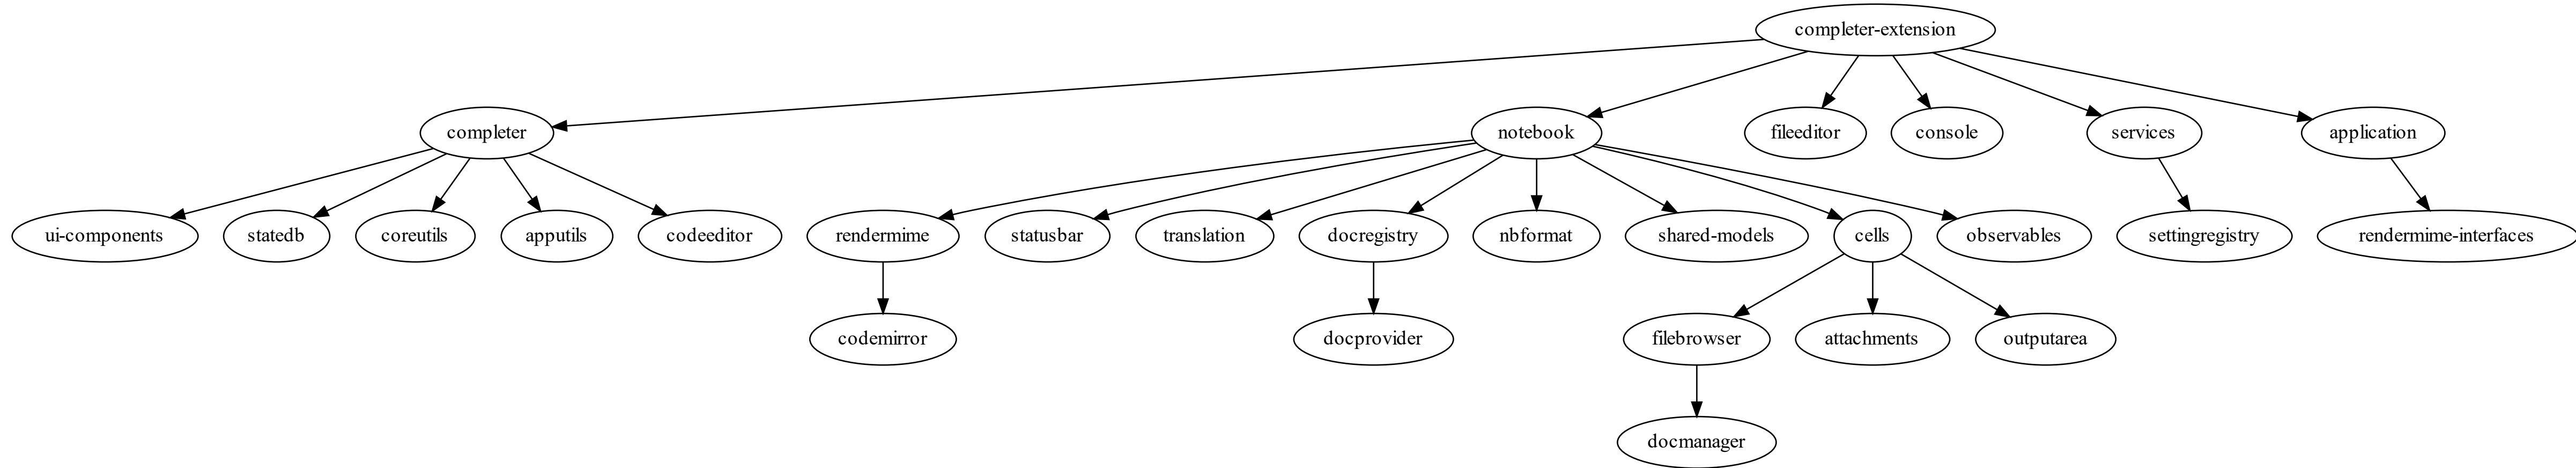 completer-extension
completer
notebook
fileeditor
console
services
application
ui-components
statedb
coreutils
apputils
codeeditor
rendermime
statusbar
translation
docregistry
nbformat
shared-models
cells
observables
settingregistry
rendermime-interfaces
codemirror
docprovider
filebrowser
attachments
outputarea
docmanager